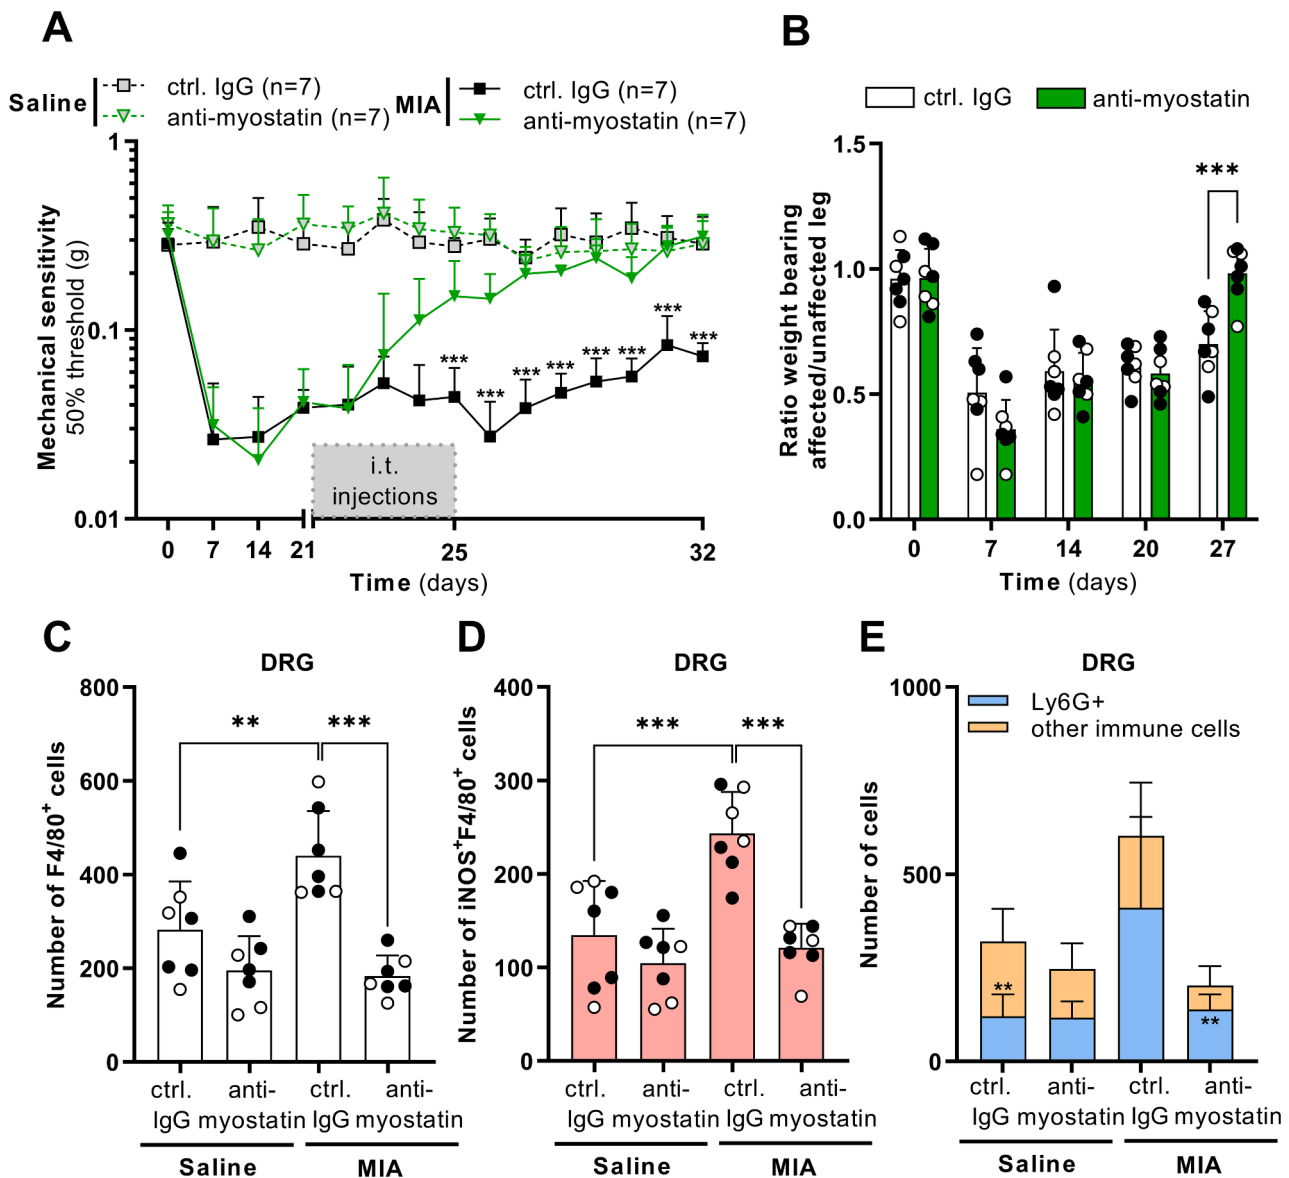 A
Saline
ctrl. IgG (n=7)
anti-myostatin (n=7)
MIA
ctrl. IgG (n=7)
anti-myostatin (n=7)
Mechanical sensitivity
50% threshold (g)
1
0.1
0.01
***
***
***
***
***
***
***
***
i.t.
injections
0 7 14 21 25 32
Time (days)
B
ctrl. IgG
anti-myostatin
Ratio weight bearing
affected/unaffected leg
1.5
1.0
0.5
0.0
***
0 7 14 20 27
Time (days)
C
DRG
Number of F4/80⁺ cells
800
600
400
200
0
**
***
ctrl. anti- ctrl. anti-
IgG myostatin IgG myostatin
Saline MIA
D
DRG
Number of iNOS⁺F4/80⁺ cells
400
300
200
100
0
***
***
ctrl. anti- ctrl. anti-
IgG myostatin IgG myostatin
Saline MIA
E
DRG
Ly6G+
other immune cells
Number of cells
1000
500
0
**
**
ctrl. anti- ctrl. anti-
IgG myostatin IgG myostatin
Saline MIA